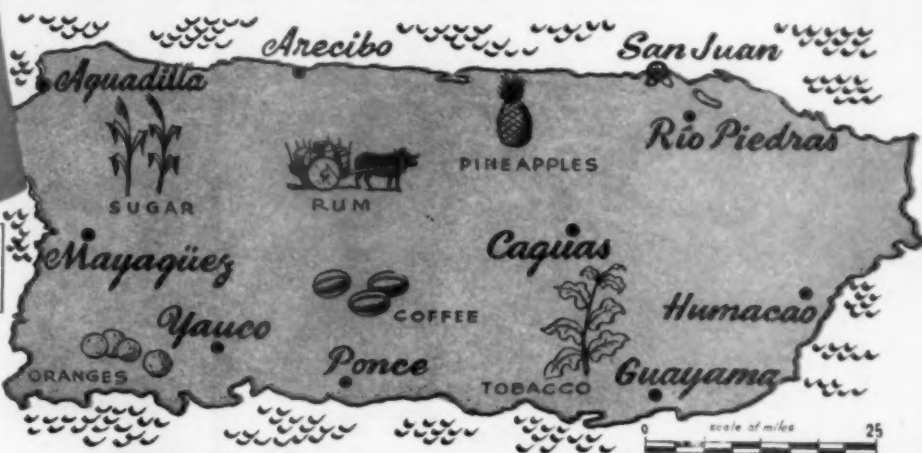 Arecibo
San Juan
Aguadilla
Río Piedras
PINEAPPLES
SUGAR
RUM
Mayagüez
Caguas
COFFEE
Humacao
Yauco
ORANGES
Ponce
TOBACCO
Guayama
scale of miles
0 25